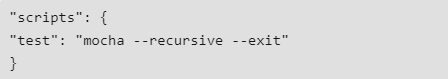 "scripts": {
"test": "mocha --recursive --exit"
}